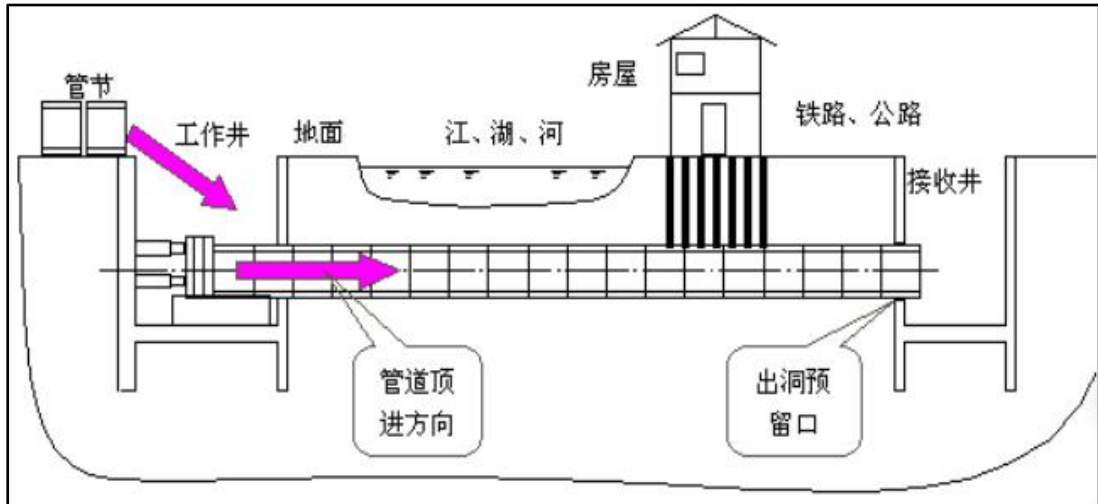 管节
工作井
地面
江、湖、河
房屋
铁路、公路
接收井
管道顶
进方向
出洞预
留口